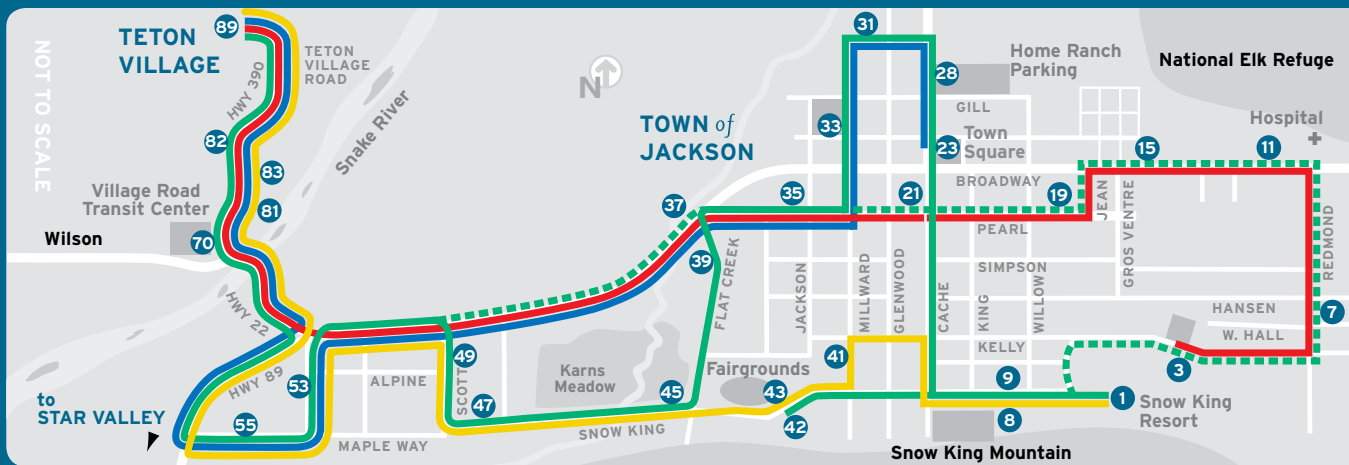 89
TETON
VILLAGE
TETON
VILLAGE
ROAD
NOT TO SCALE
HWY 390
82
83
81
Snake River
Village Road
Transit Center
70
Wilson
HWY 22
HWY 89
53
55
to
STAR VALLEY
MAPLE WAY
ALPINE
SCOTT
49
47
SNOW KING
45
Karns
Meadow
N
TOWN of
JACKSON
37
39
FLAT CREEK
35
33
31
28
Home Ranch
Parking
GILL
23
Town
Square
BROADWAY
21
19
PEARL
JEAN
GROS VENTRE
15
11
National Elk Refuge
Hospital
REDMOND
7
HANSEN
W. HALL
3
SIMPSON
KELLY
JACKSON
MILLWARD
GLENWOOD
CACHE
KING
WILLOW
Fairgrounds
41
43
42
9
8
1
Snow King
Resort
Snow King Mountain